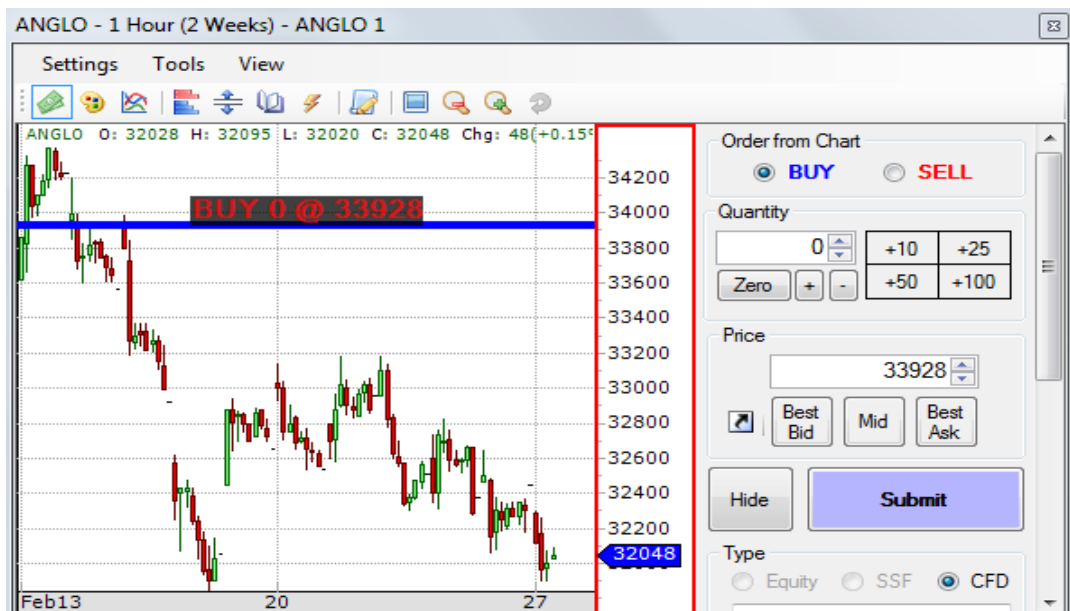 ANGLO - 1 Hour (2 Weeks) - ANGLO 1
Settings Tools View
ANGLO O: 32028 H: 32095 L: 32020 C: 32048 Chg: 48(+0.15%
BUY 0 @ 33928
34200
34000
33800
33600
33400
33200
33000
32800
32600
32400
32200
32048
Feb13 20 27
Order from Chart
BUY SELL
Quantity
0 +10 +25
Zero + - +50 +100
Price
33928
Best Bid Mid Best Ask
Hide Submit
Type
Equity SSF CFD